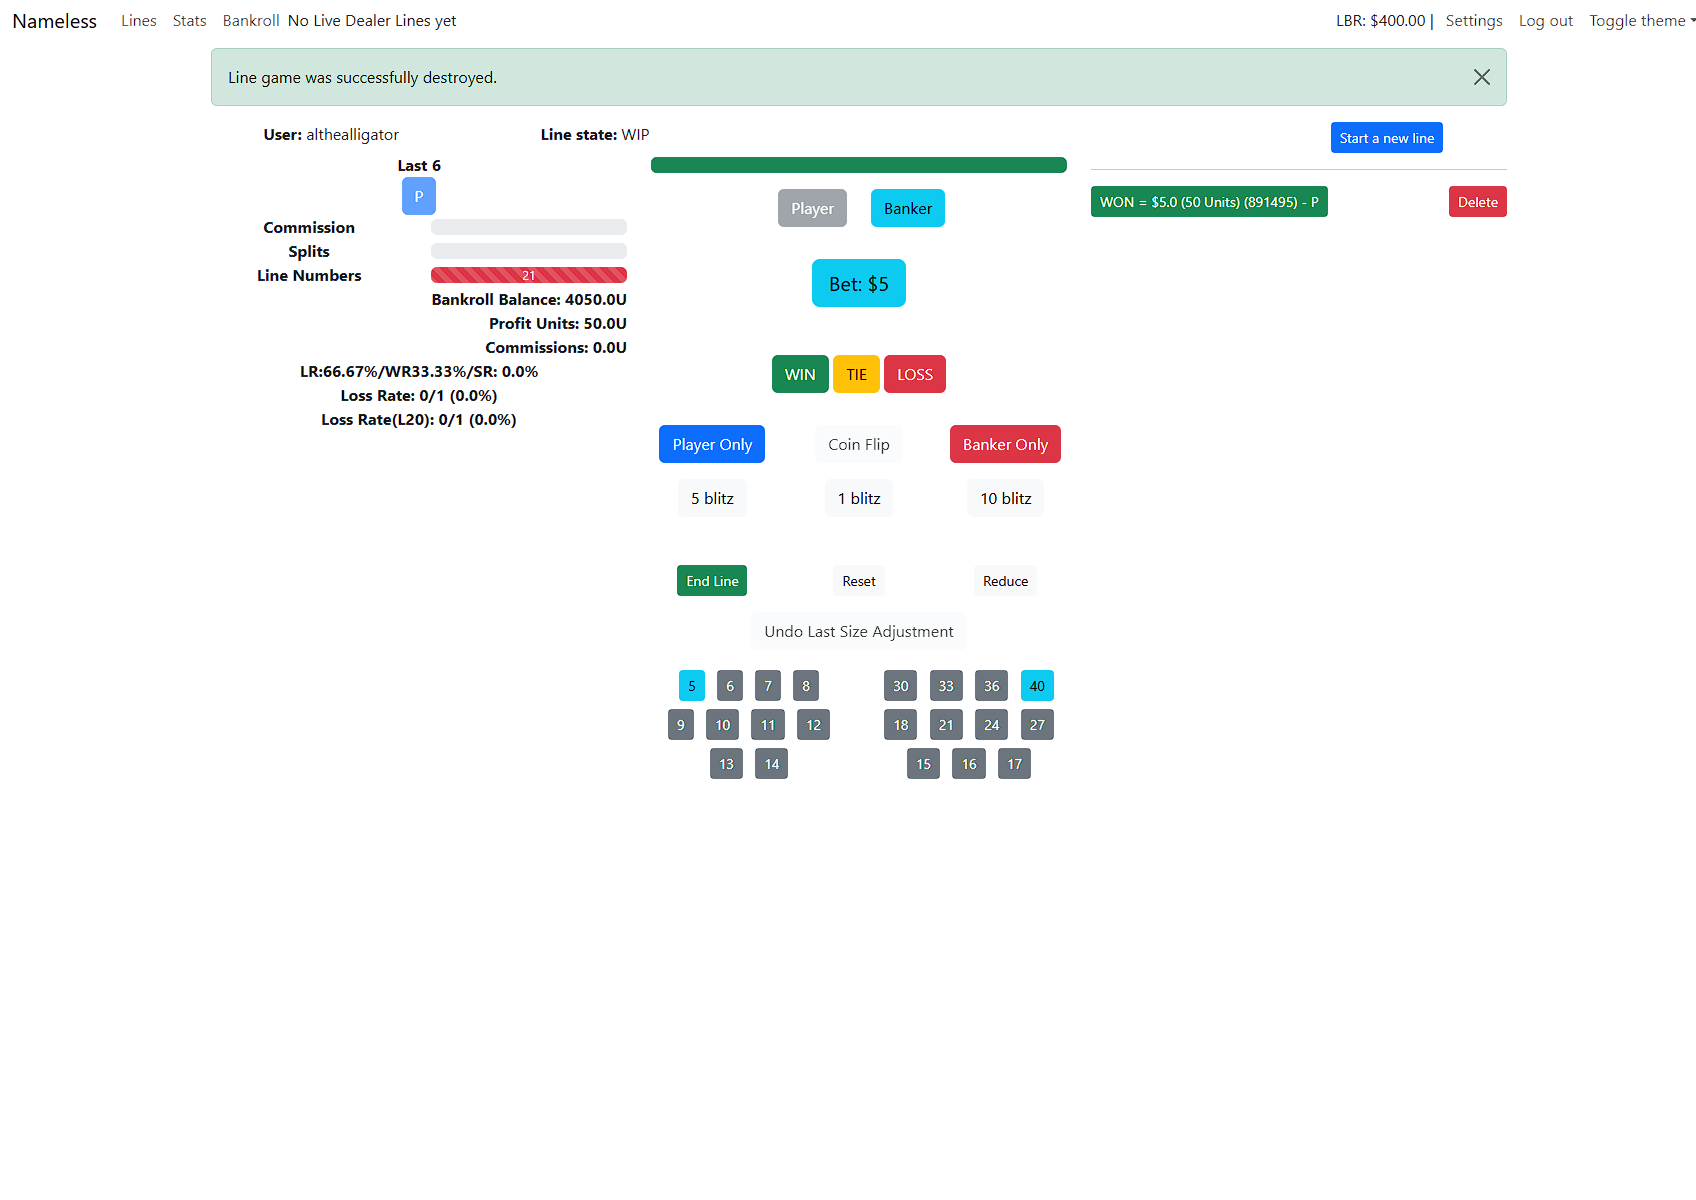 Nameless Lines Stats Bankroll No Live Dealer Lines yet LBR: $400.00 | Settings Log out Toggle theme
Line game was successfully destroyed.
User: althealligator Line state: WIP
Start a new line
Last 6
P
Commission
Splits
Line Numbers 21
Bankroll Balance: 4050.0U
Profit Units: 50.0U
Commissions: 0.0U
LR:66.67%/WR33.33%/SR: 0.0%
Loss Rate: 0/1 (0.0%)
Loss Rate(L20): 0/1 (0.0%)
Player Banker
Bet: $5
WIN TIE LOSS
Player Only Coin Flip Banker Only
5 blitz 1 blitz 10 blitz
End Line Reset Reduce
Undo Last Size Adjustment
5 6 7 8 30 33 36 40
9 10 11 12 18 21 24 27
13 14 15 16 17
WON = $5.0 (50 Units) (891495) - P Delete